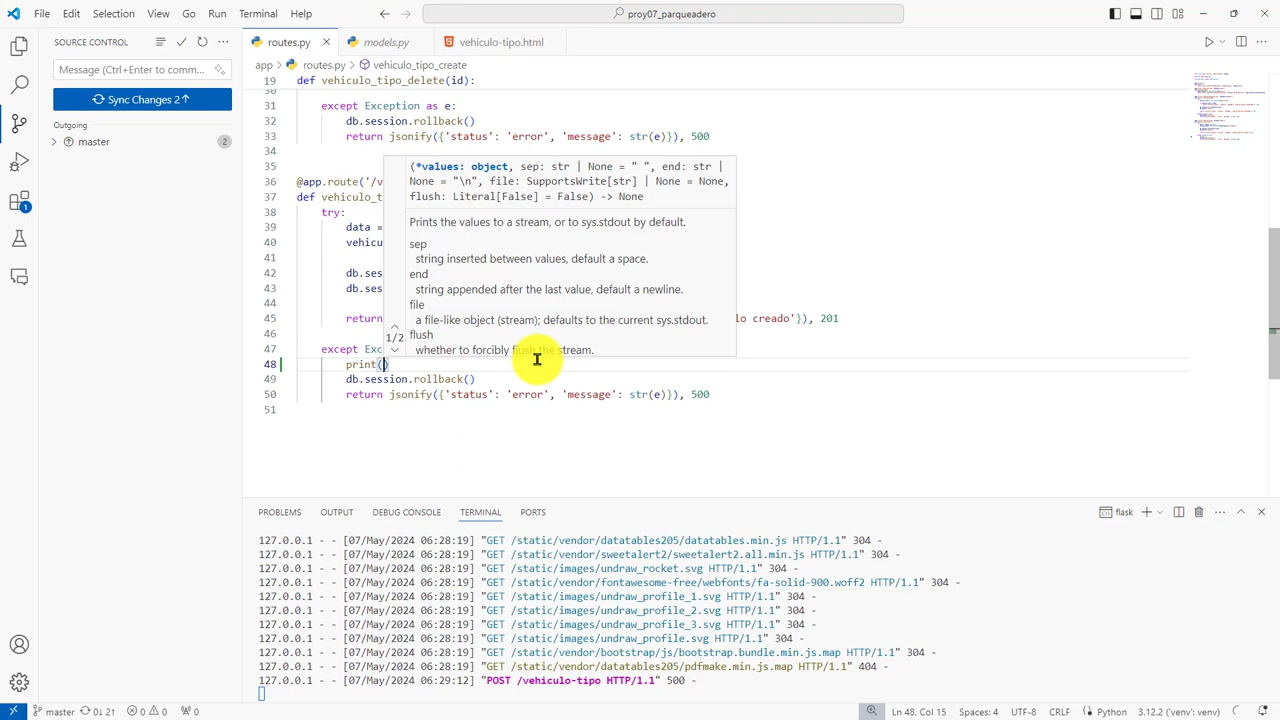 File Edit Selection View Go Run Terminal Help
proy07_parqueadero
SOURCE CONTROL
routes.py
models.py
vehiculo-tipo.html
Message (Ctrl+Enter to comm...
app > routes.py > vehiculo_tipo_create
Sync Changes 2↑
Outgoing
master 2
19 def vehiculo_tipo_delete(id):
30
31 except Exception as e:
32 db.session.rollback()
33 return jsonify({'status': 'error', 'message': str(e)}), 500
34
35
36 @app.route('/v
37 def vehiculo_t
38 try:
39 data =
40 vehicu
41
42 db.ses
43 db.ses
44
45 return lo creado'}), 201
46
47 except Exc
48 print()
49 db.session.rollback()
50 return jsonify({'status': 'error', 'message': str(e)}), 500
51
(*values: object, sep: str | None = " ", end: str |
None = "\n", file: SupportsWrite[str] | None = None,
flush: Literal[False] = False) -> None
Prints the values to a stream, or to sys.stdout by default.
sep
string inserted between values, default a space.
end
string appended after the last value, default a newline.
file
a file-like object (stream); defaults to the current sys.stdout.
flush
1/2
whether to forcibly flush the stream.
1
PROBLEMS OUTPUT DEBUG CONSOLE TERMINAL PORTS
flask
127.0.0.1 - - [07/May/2024 06:28:19] "GET /static/vendor/datatables205/datatables.min.js HTTP/1.1" 304 -
127.0.0.1 - - [07/May/2024 06:28:19] "GET /static/vendor/sweetalert2/sweetalert2.all.min.js HTTP/1.1" 304 -
127.0.0.1 - - [07/May/2024 06:28:19] "GET /static/images/undraw_rocket.svg HTTP/1.1" 304 -
127.0.0.1 - - [07/May/2024 06:28:19] "GET /static/vendor/fontawesome-free/webfonts/fa-solid-900.woff2 HTTP/1.1" 304 -
127.0.0.1 - - [07/May/2024 06:28:19] "GET /static/images/undraw_profile_1.svg HTTP/1.1" 304 -
127.0.0.1 - - [07/May/2024 06:28:19] "GET /static/images/undraw_profile_2.svg HTTP/1.1" 304 -
127.0.0.1 - - [07/May/2024 06:28:19] "GET /static/images/undraw_profile_3.svg HTTP/1.1" 304 -
127.0.0.1 - - [07/May/2024 06:28:19] "GET /static/images/undraw_profile.svg HTTP/1.1" 304 -
127.0.0.1 - - [07/May/2024 06:28:19] "GET /static/vendor/bootstrap/js/bootstrap.bundle.min.js.map HTTP/1.1" 304 -
127.0.0.1 - - [07/May/2024 06:28:19] "GET /static/vendor/datatables205/pdfmake.min.js.map HTTP/1.1" 404 -
127.0.0.1 - - [07/May/2024 06:29:12] "POST /vehiculo-tipo HTTP/1.1" 500 -
master 0↓ 2↑ 0 0 0 Ln 48, Col 15 Spaces: 4 UTF-8 CRLF Python 3.12.2 ('venv': venv)